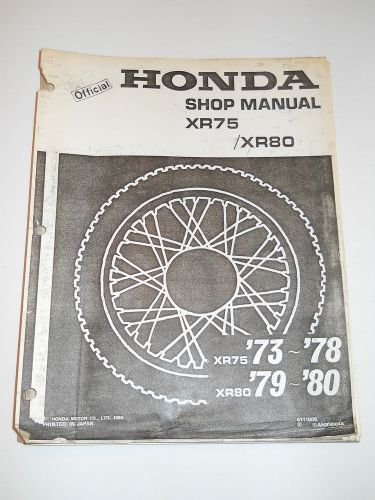 Official
HONDA
SHOP MANUAL
XR75
/XR80
XR75 '73~'78
XR80 '79~'80
HONDA MOTOR CO., LTD.
PRINTED IN JAPAN